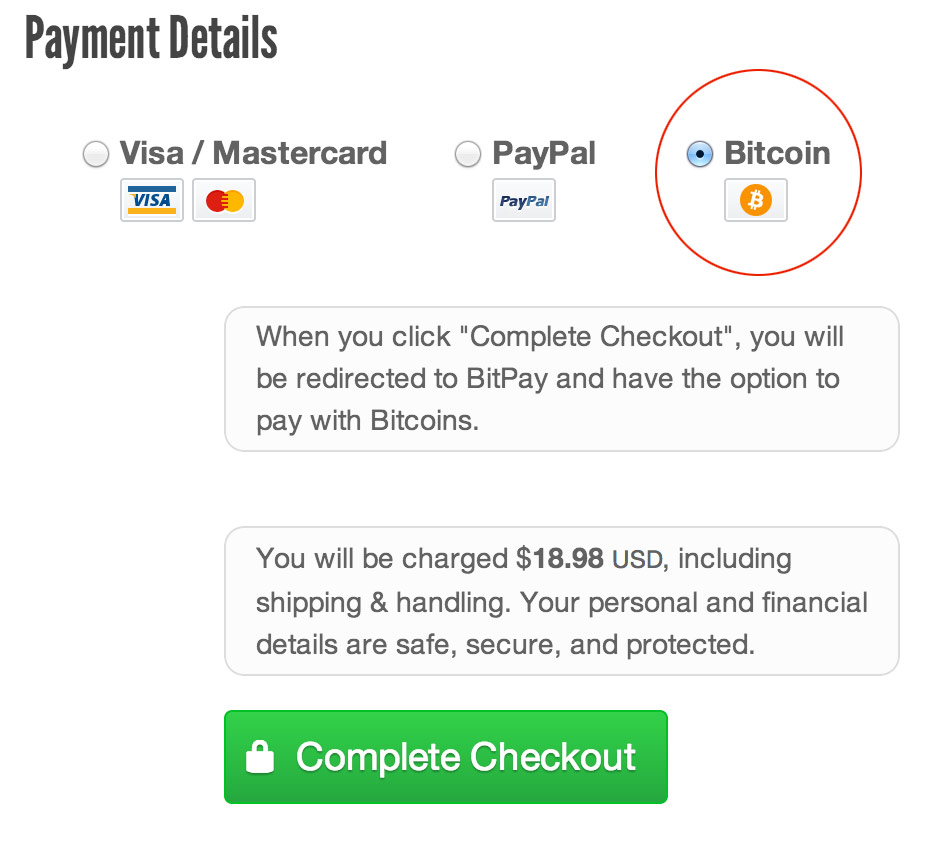 Payment Details
Visa / Mastercard PayPal Bitcoin
VISA PayPal
When you click "Complete Checkout", you will
be redirected to BitPay and have the option to
pay with Bitcoins.
You will be charged $18.98 USD, including
shipping & handling. Your personal and financial
details are safe, secure, and protected.
Complete Checkout